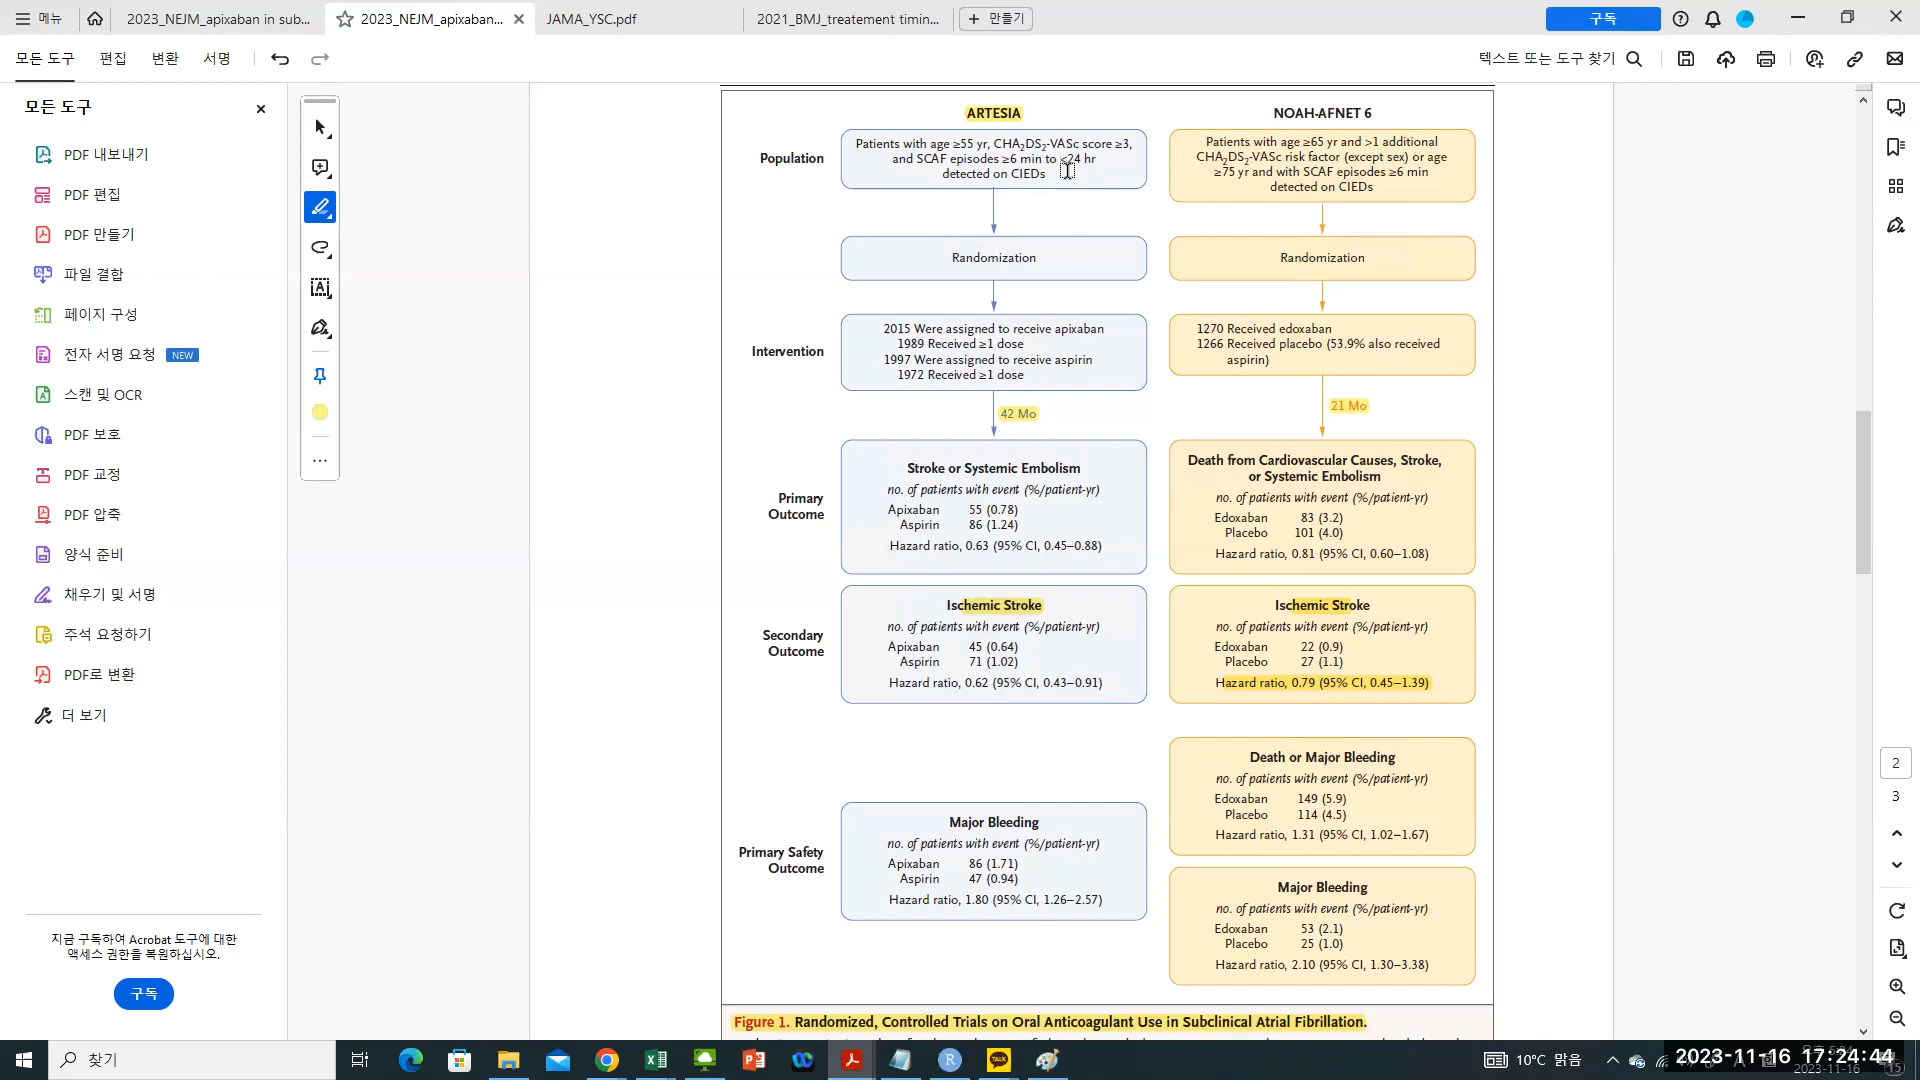 메뉴
2023_NEJM_apixaban in sub...
2023_NEJM_apixaban...
JAMA_YSC.pdf
2021_BMJ_treatement timin...
만들기
구독
모든 도구
편집
변환
서명
텍스트 또는 도구 찾기
모든 도구
PDF 내보내기
PDF 편집
PDF 만들기
파일 결합
페이지 구성
전자 서명 요청 NEW
스캔 및 OCR
PDF 보호
PDF 교정
PDF 압축
양식 준비
채우기 및 서명
주석 요청하기
PDF로 변환
더 보기
지금 구독하여 Acrobat 도구에 대한
액세스 권한을 복원하십시오.
구독
ARTESIA
NOAH-AFNET 6
Population
Patients with age ≥55 yr, CHA2DS2-VASc score ≥3,
and SCAF episodes ≥6 min to ≤24 hr
detected on CIEDs
Patients with age ≥65 yr and >1 additional
CHA2DS2-VASc risk factor (except sex) or age
≥75 yr and with SCAF episodes ≥6 min
detected on CIEDs
Randomization
Randomization
Intervention
2015 Were assigned to receive apixaban
1989 Received ≥1 dose
1997 Were assigned to receive aspirin
1972 Received ≥1 dose
1270 Received edoxaban
1266 Received placebo (53.9% also received
aspirin)
42 Mo
21 Mo
Primary
Outcome
Stroke or Systemic Embolism
no. of patients with event (%/patient-yr)
Apixaban 55 (0.78)
Aspirin 86 (1.24)
Hazard ratio, 0.63 (95% CI, 0.45–0.88)
Death from Cardiovascular Causes, Stroke,
or Systemic Embolism
no. of patients with event (%/patient-yr)
Edoxaban 83 (3.2)
Placebo 101 (4.0)
Hazard ratio, 0.81 (95% CI, 0.60–1.08)
Secondary
Outcome
Ischemic Stroke
no. of patients with event (%/patient-yr)
Apixaban 45 (0.64)
Aspirin 71 (1.02)
Hazard ratio, 0.62 (95% CI, 0.43–0.91)
Ischemic Stroke
no. of patients with event (%/patient-yr)
Edoxaban 22 (0.9)
Placebo 27 (1.1)
Hazard ratio, 0.79 (95% CI, 0.45–1.39)
Primary Safety
Outcome
Major Bleeding
no. of patients with event (%/patient-yr)
Apixaban 86 (1.71)
Aspirin 47 (0.94)
Hazard ratio, 1.80 (95% CI, 1.26–2.57)
Death or Major Bleeding
no. of patients with event (%/patient-yr)
Edoxaban 149 (5.9)
Placebo 114 (4.5)
Hazard ratio, 1.31 (95% CI, 1.02–1.67)
Major Bleeding
no. of patients with event (%/patient-yr)
Edoxaban 53 (2.1)
Placebo 25 (1.0)
Hazard ratio, 2.10 (95% CI, 1.30–3.38)
Figure 1. Randomized, Controlled Trials on Oral Anticoagulant Use in Subclinical Atrial Fibrillation.
2
3
찾기
10°C 맑음
2023-11-16 17:24:44
2023-11-16